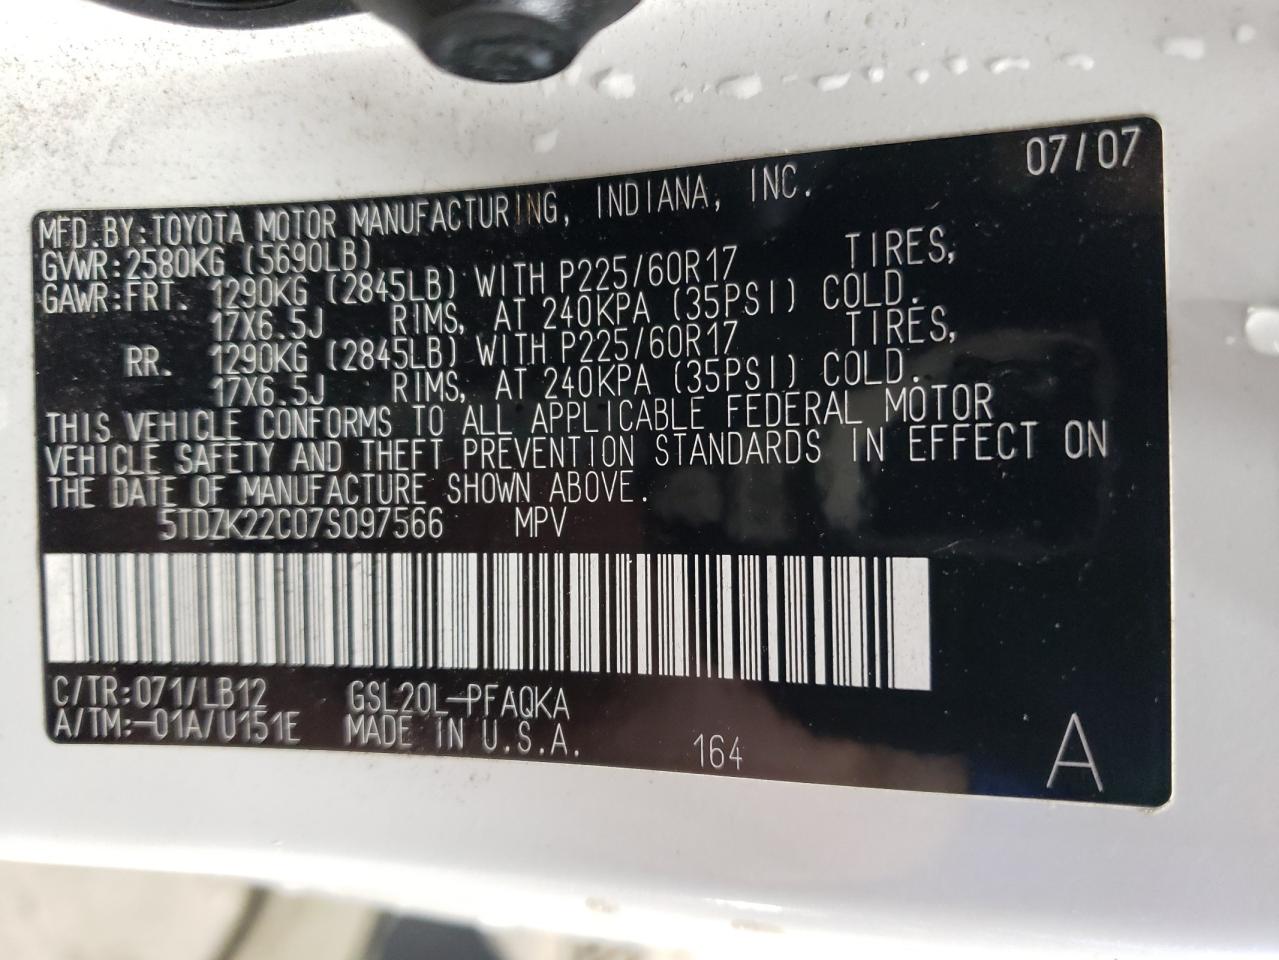 07/07
MFD.BY:TOYOTA MOTOR MANUFACTURING, INDIANA, INC.
GVWR:2580KG (5690LB)
GAWR:FRT. 1290KG (2845LB) WITH P225/60R17 TIRES,
17X6.5J RIMS, AT 240KPA (35PSI) COLD.
RR. 1290KG (2845LB) WITH P225/60R17 TIRES,
17X6.5J RIMS, AT 240KPA (35PSI) COLD.
THIS VEHICLE CONFORMS TO ALL APPLICABLE FEDERAL MOTOR
VEHICLE SAFETY AND THEFT PREVENTION STANDARDS IN EFFECT ON
THE DATE OF MANUFACTURE SHOWN ABOVE.
5TDZK22C07S097566 MPV
C/TR:071/LB12 GSL20L-PFAQKA
A/TM:-01A/U151E MADE IN U.S.A. 164 A